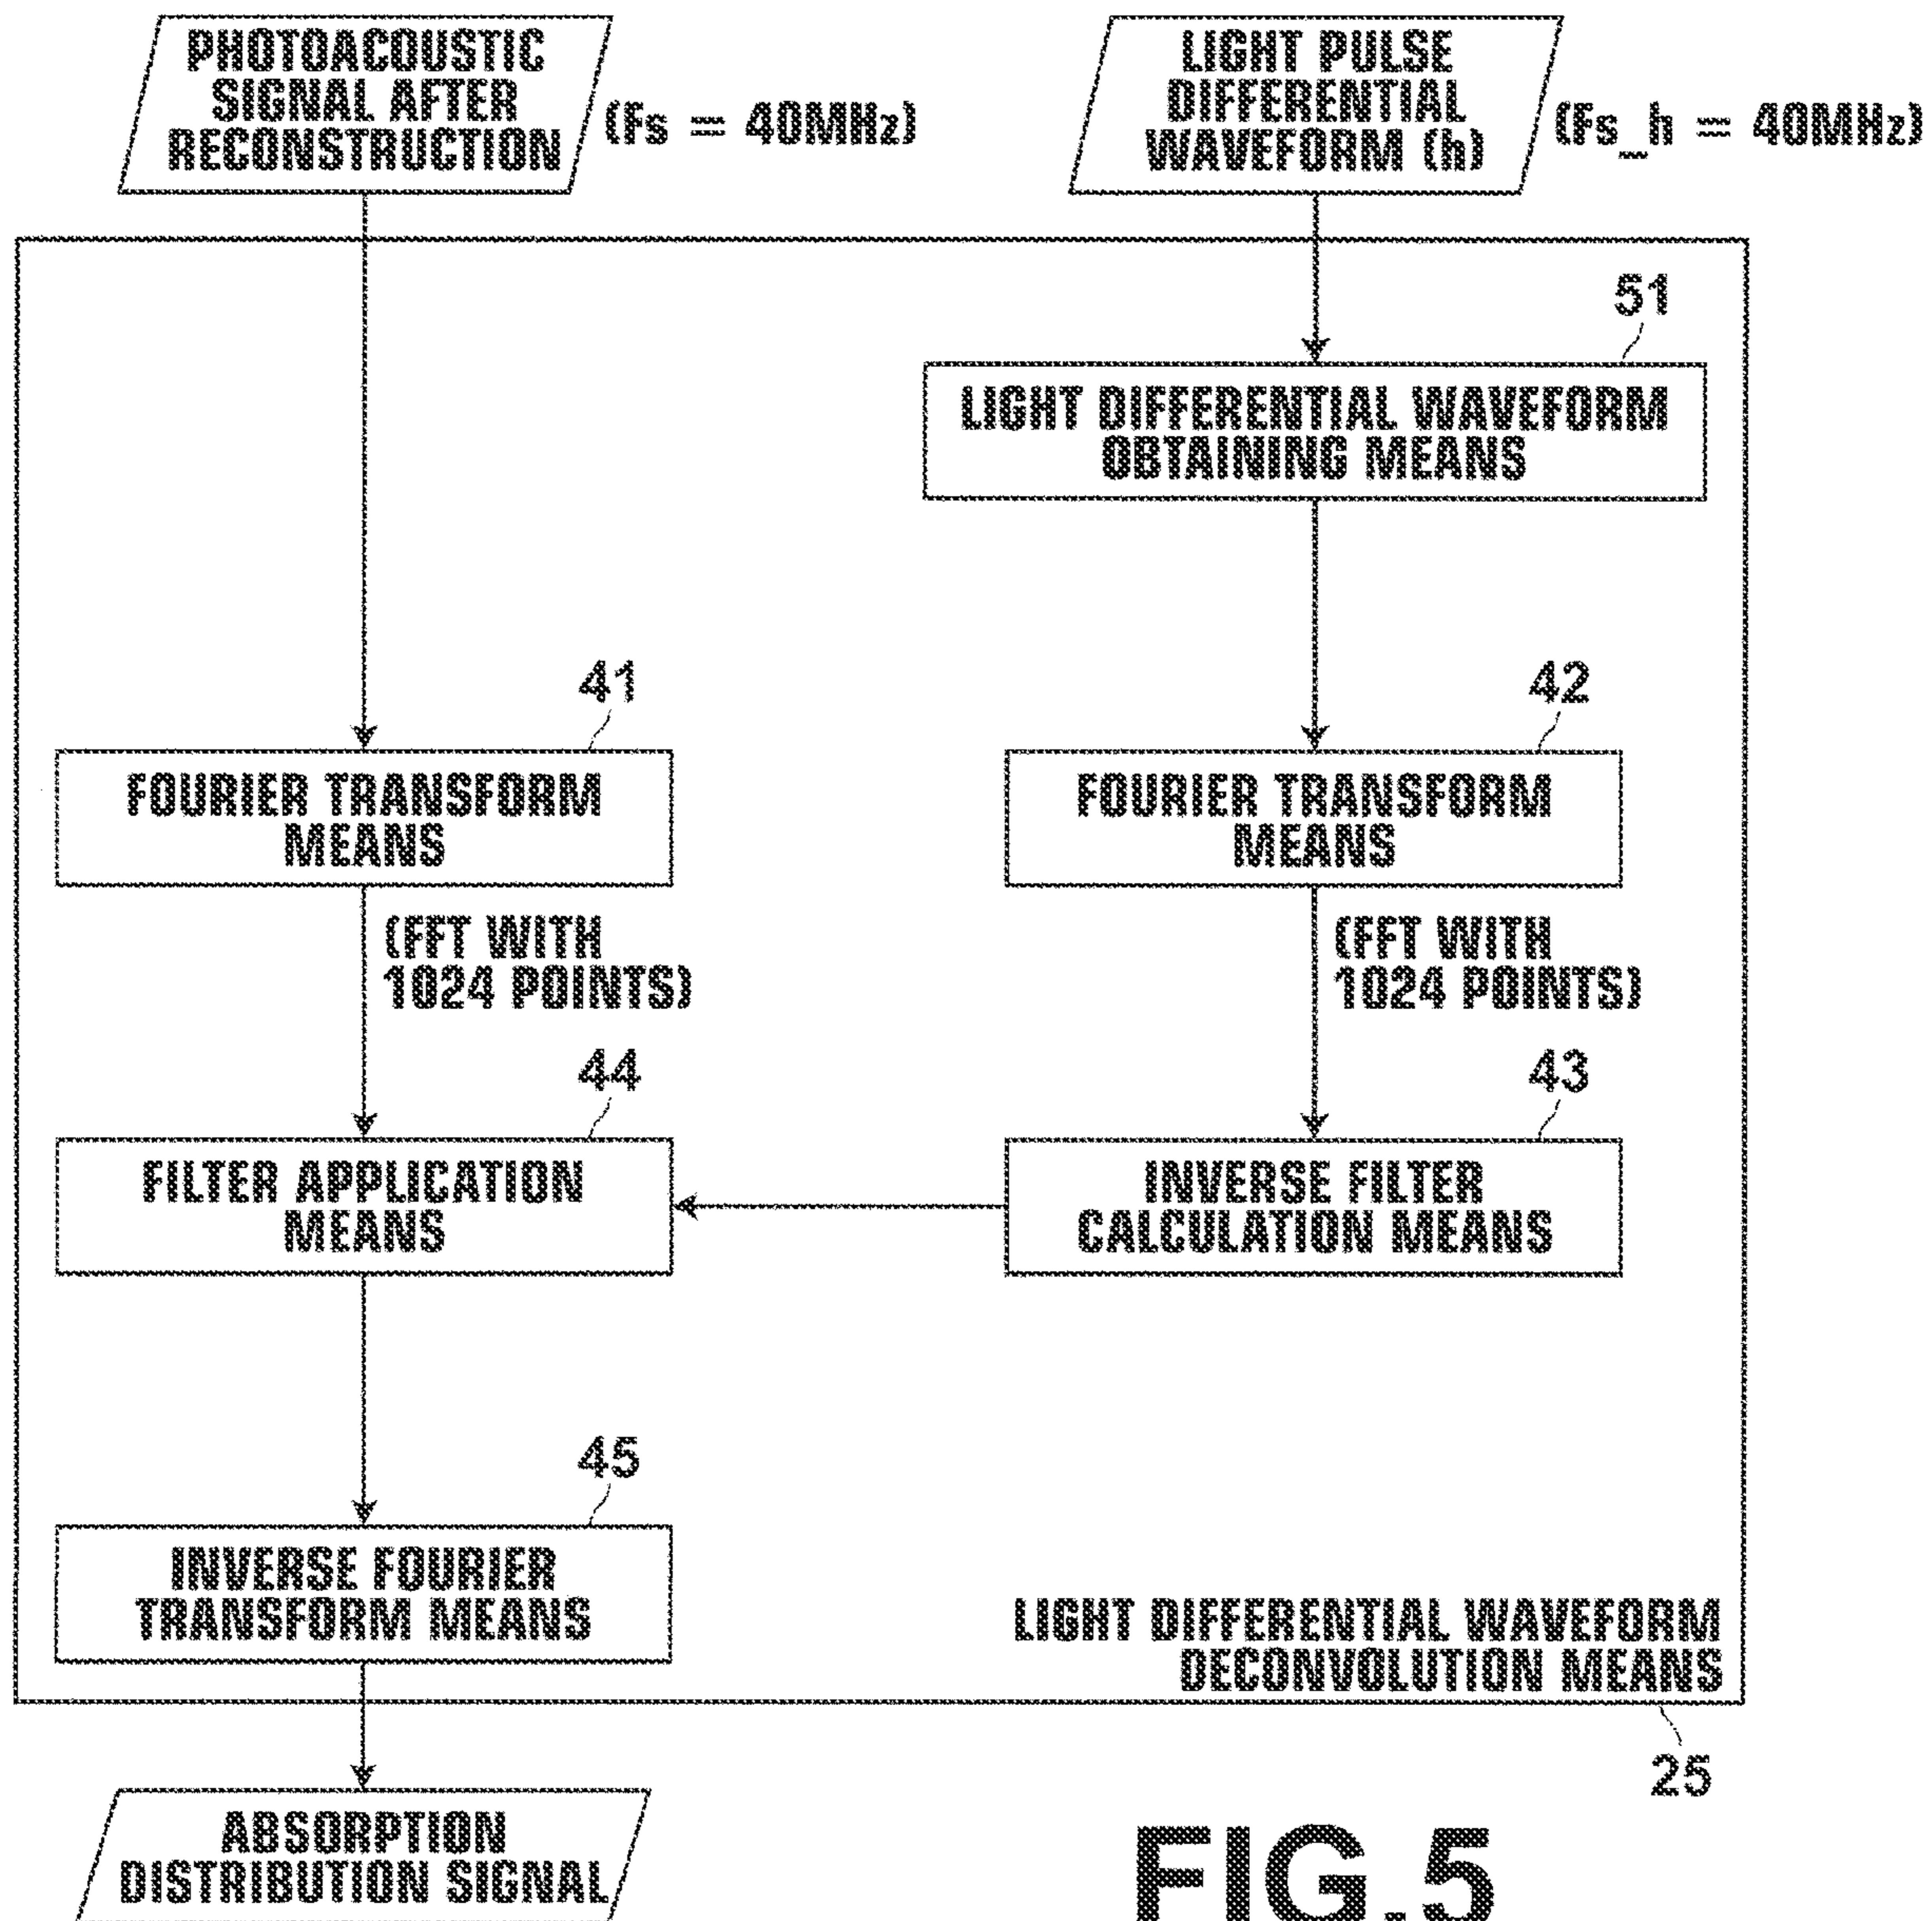 PHOTOACOUSTIC
SIGNAL AFTER
RECONSTRUCTION
(Fs = 40MHz)
LIGHT PULSE
DIFFERENTIAL
WAVEFORM (h)
(Fs_h = 40MHz)
51
LIGHT DIFFERENTIAL WAVEFORM
OBTAINING MEANS
41
FOURIER TRANSFORM
MEANS
42
FOURIER TRANSFORM
MEANS
(FFT WITH
1024 POINTS)
(FFT WITH
1024 POINTS)
44
FILTER APPLICATION
MEANS
43
INVERSE FILTER
CALCULATION MEANS
45
INVERSE FOURIER
TRANSFORM MEANS
LIGHT DIFFERENTIAL WAVEFORM
DECONVOLUTION MEANS
25
ABSORPTION
DISTRIBUTION SIGNAL
FIG.5